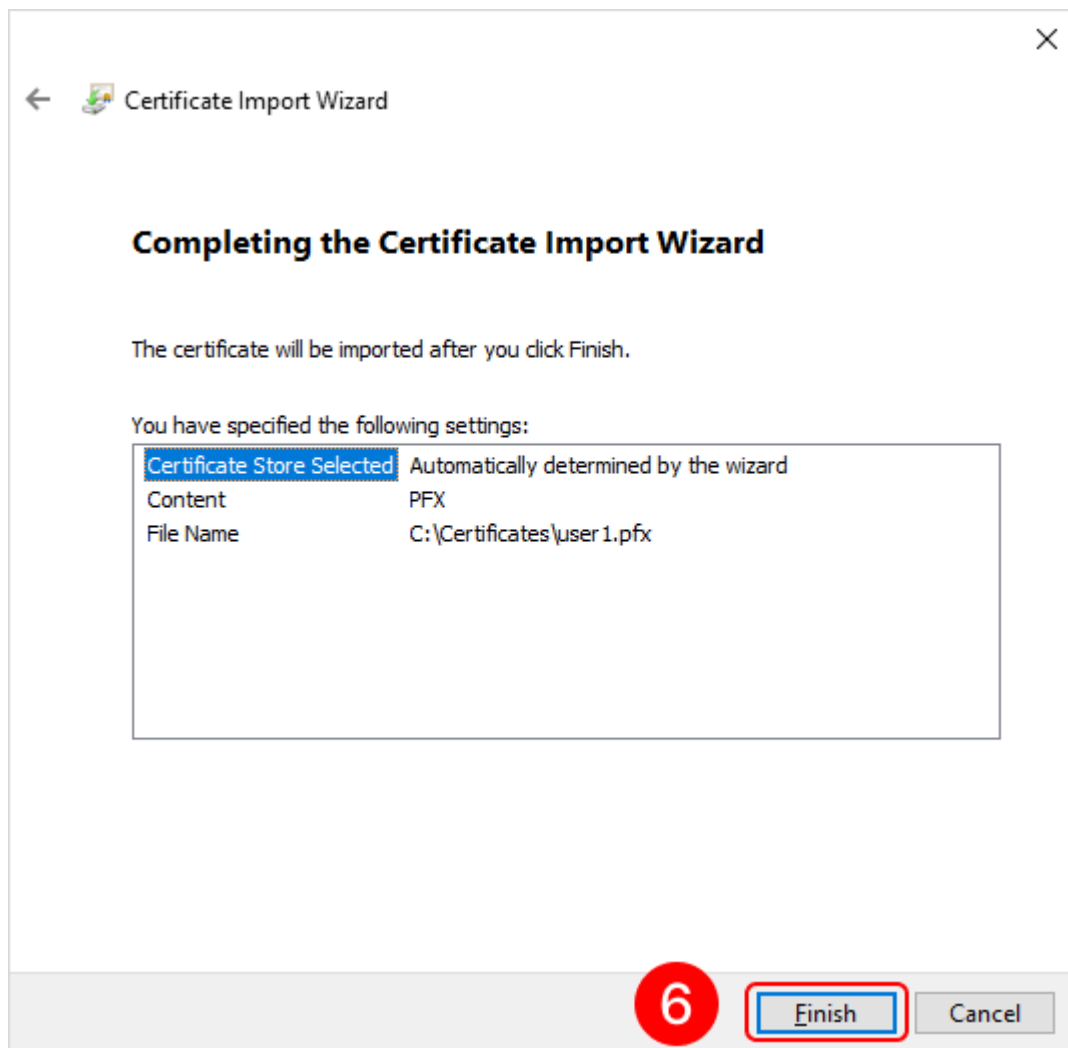 Certificate Import Wizard
Completing the Certificate Import Wizard
The certificate will be imported after you click Finish.
You have specified the following settings:
Certificate Store Selected Automatically determined by the wizard
Content PFX
File Name C:\Certificates\user1.pfx
6 Finish Cancel